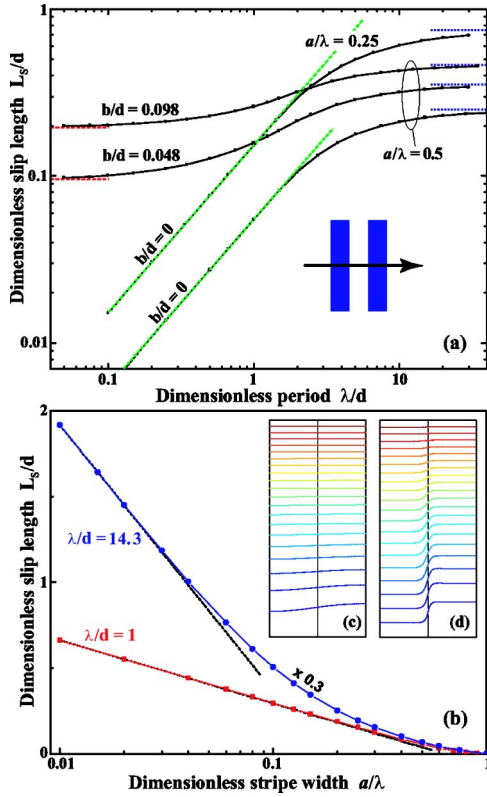 1
a/λ = 0.25
b/d = 0.098
b/d = 0.048
a/λ = 0.5
0.1
b/d = 0
b/d = 0
0.01
(a)
0.1
1
10
Dimensionless period λ/d
Dimensionless slip length Ls/d
2
λ/d = 14.3
1
(c)
(d)
λ/d = 1
x 0.3
(b)
0
0.01
0.1
1
Dimensionless stripe width a/λ
Dimensionless slip length Ls/d